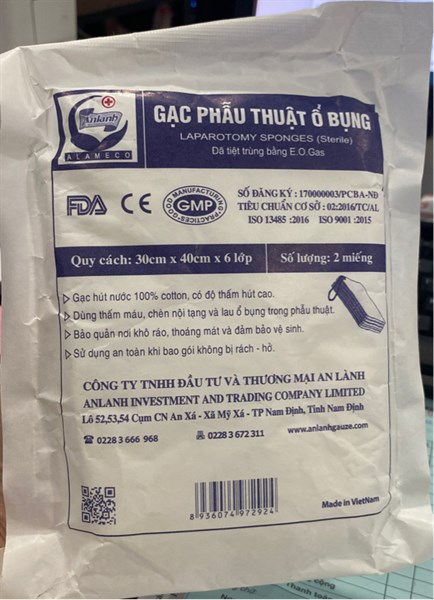 Anlanh
ALAMECO
GẠC PHẪU THUẬT Ổ BỤNG
LAPAROTOMY SPONGES (Sterile)
Đã tiệt trùng bằng E.O.Gas
FDA CE GOOD MANUFACTURING PRACTICES GMP
SỐ ĐĂNG KÝ : 170000003/PCBA-NĐ
TIÊU CHUẨN CƠ SỞ : 02:2016/TC/AL
ISO 13485 :2016 ISO 9001 :2015
Quy cách: 30cm x 40cm x 6 lớp Số lượng: 2 miếng
Gạc hút nước 100% cotton, có độ thấm hút cao.
Dùng thấm máu, chèn nội tạng và lau ổ bụng trong phẫu thuật.
Bảo quản nơi khô ráo, thoáng mát và đảm bảo vệ sinh.
Sử dụng an toàn khi bao gói không bị rách - hở.
CÔNG TY TNHH ĐẦU TƯ VÀ THƯƠNG MẠI AN LÀNH
ANLANH INVESTMENT AND TRADING COMPANY LIMITED
Lô 52,53,54 Cụm CN An Xá - Xã Mỹ Xá - TP Nam Định, Tỉnh Nam Định
0228 3 666 968 0228 3 672 311 www.anlanhgauze.com
8 936074 972924
Made in VietNam